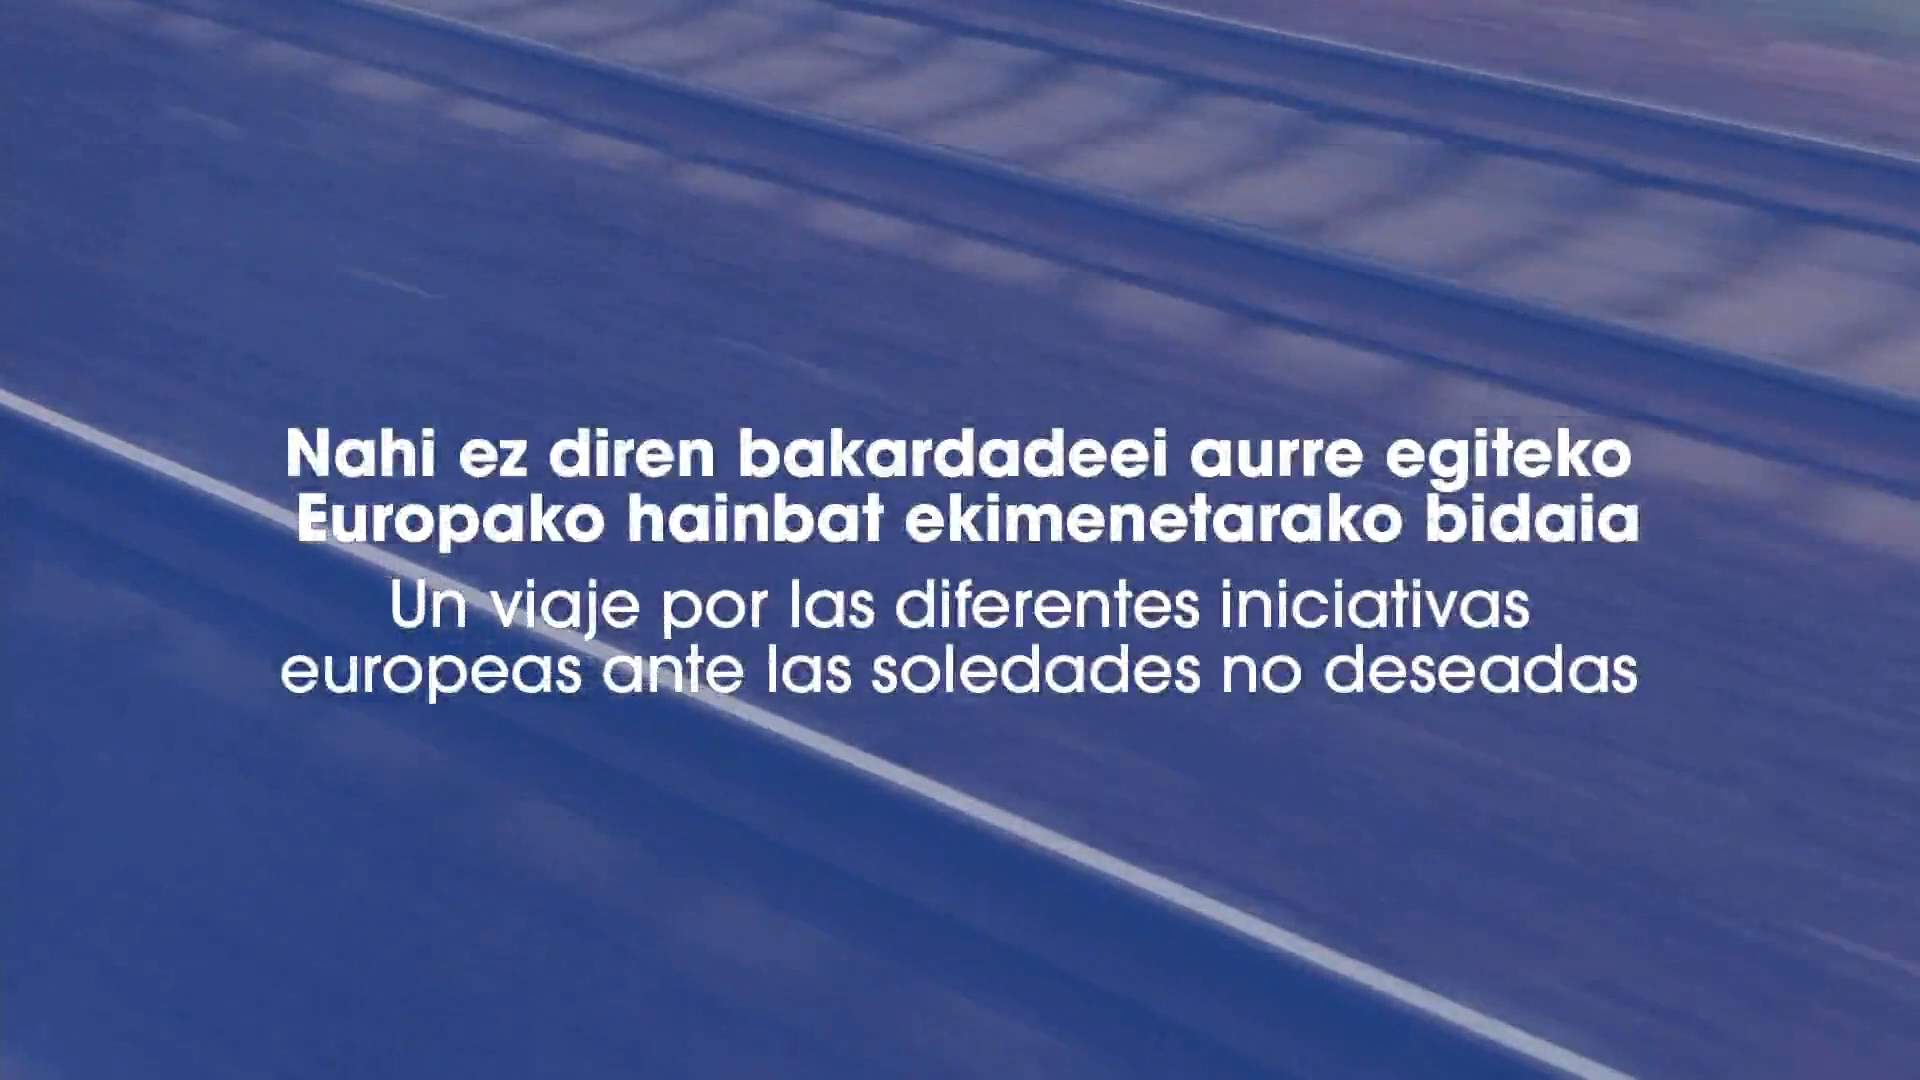 Nahi ez diren bakardadeei aurre egiteko
Europako hainbat ekimenetarako bidaia
Un viaje por las diferentes iniciativas
europeas ante las soledades no deseadas